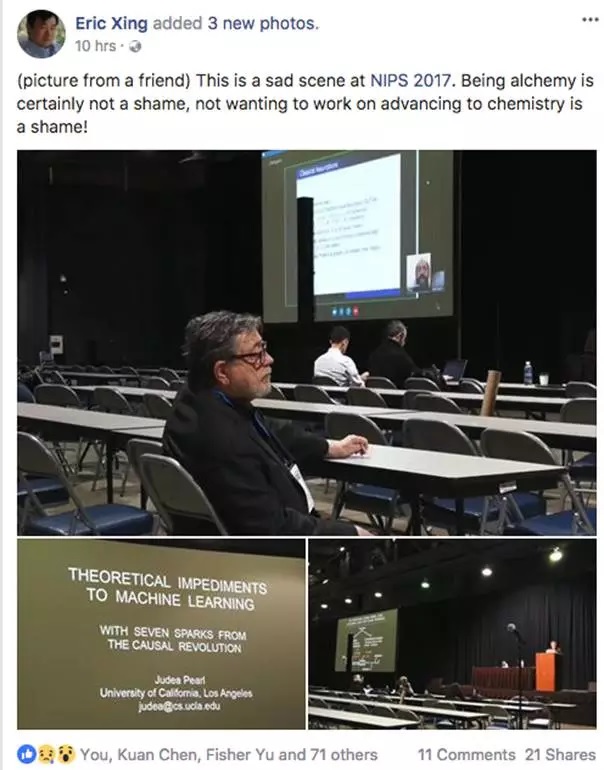 Eric Xing added 3 new photos.
10 hrs ·
(picture from a friend) This is a sad scene at NIPS 2017. Being alchemy is
certainly not a shame, not wanting to work on advancing to chemistry is
a shame!
THEORETICAL IMPEDIMENTS
TO MACHINE LEARNING
WITH SEVEN SPARKS FROM
THE CAUSAL REVOLUTION
Judea Pearl
University of California, Los Angeles
judea@cs.ucla.edu
You, Kuan Chen, Fisher Yu and 71 others
11 Comments 21 Shares